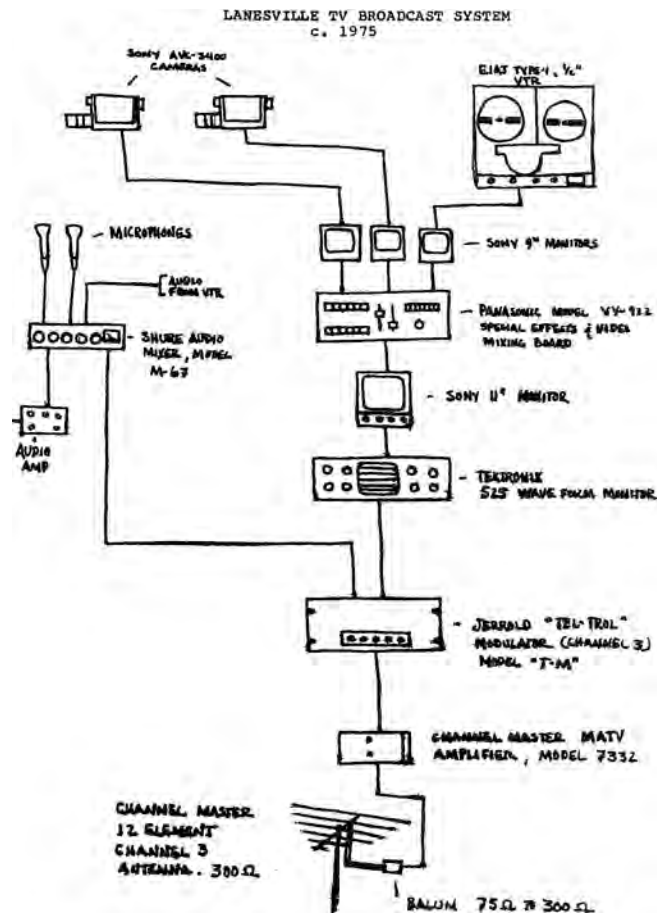 LANESVILLE TV BROADCAST SYSTEM
c. 1975
SONY AVC-3400
CAMERAS
EIAJ TYPE-1, 1/2"
VTR
MICROPHONES
AUDIO
FROM VTR
SONY 9" MONITORS
SHURE AUDIO
MIXER, MODEL
M-67
PANASONIC MODEL WV-912
SPECIAL EFFECTS & VIDEO
MIXING BOARD
SONY 11" MONITOR
AUDIO
AMP
TEKTRONIX
525 WAVE FORM MONITOR
JERROLD "TEL-TROL"
MODULATOR (CHANNEL 3)
MODEL "T-M"
CHANNEL MASTER MATV
AMPLIFIER, MODEL 7332
CHANNEL MASTER
12 ELEMENT
CHANNEL 3
ANTENNA. 300Ω
BALUM 75Ω TO 300Ω